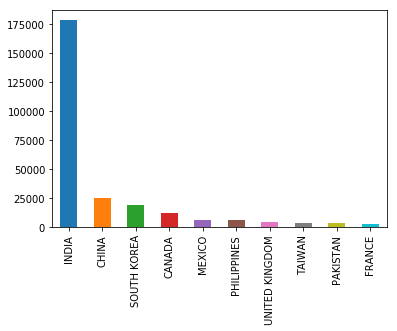 175000
150000
125000
100000
75000
50000
25000
0
INDIA
CHINA
SOUTH KOREA
CANADA
MEXICO
PHILIPPINES
UNITED KINGDOM
TAIWAN
PAKISTAN
FRANCE